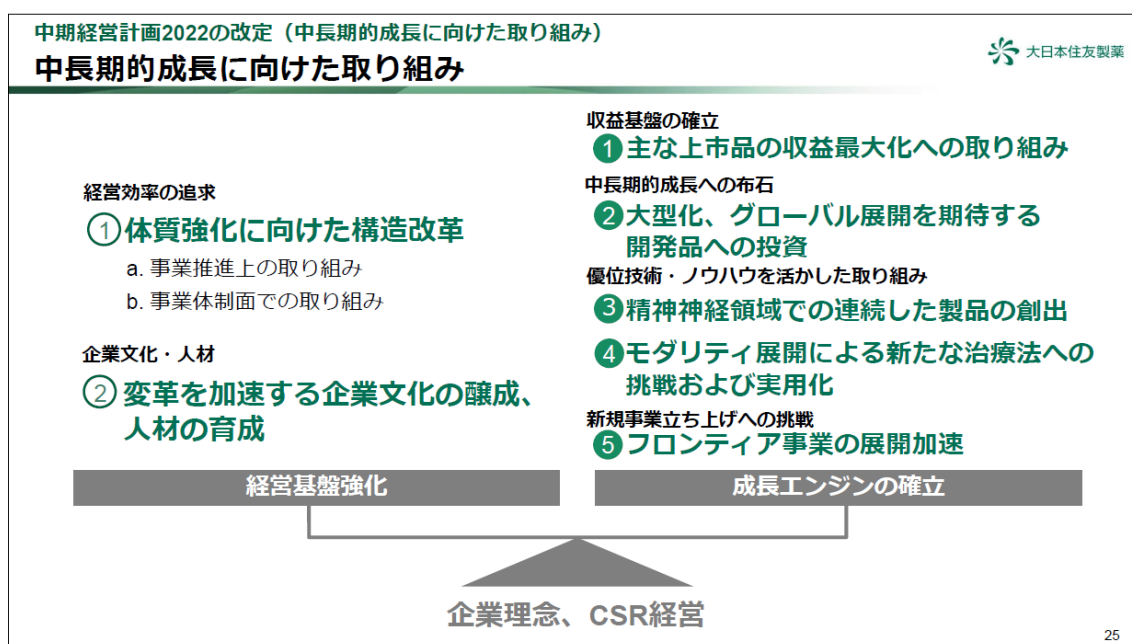 中期経営計画2022の改定（中長期的成長に向けた取り組み）
中長期的成長に向けた取り組み
大日本住友製薬
経営効率の追求
① 体質強化に向けた構造改革
a. 事業推進上の取り組み
b. 事業体制面での取り組み
企業文化・人材
② 変革を加速する企業文化の醸成、
人材の育成
経営基盤強化
収益基盤の確立
❶ 主な上市品の収益最大化への取り組み
中長期的成長への布石
❷ 大型化、グローバル展開を期待する
開発品への投資
優位技術・ノウハウを活かした取り組み
❸ 精神神経領域での連続した製品の創出
❹ モダリティ展開による新たな治療法への
挑戦および実用化
新規事業立ち上げへの挑戦
❺ フロンティア事業の展開加速
成長エンジンの確立
企業理念、CSR経営
25